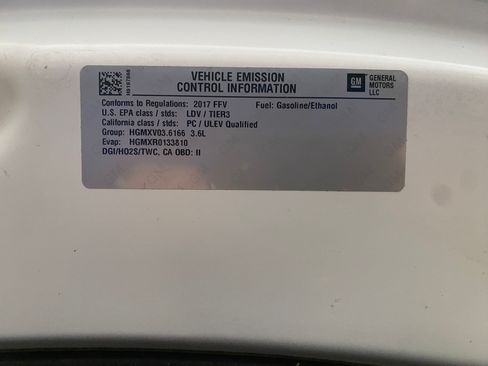 VEHICLE EMISSION
CONTROL INFORMATION
GM
GENERAL
MOTORS
LLC
Conforms to Regulations: 2017 FFV Fuel: Gasoline/Ethanol
U.S. EPA class / stds: LDV / TIER3
California class / stds: PC / ULEV Qualified
Group: HGMXV03.6166 3.6L
Evap: HGMXR0133810
DGI/HO2S/TWC, CA OBD: II